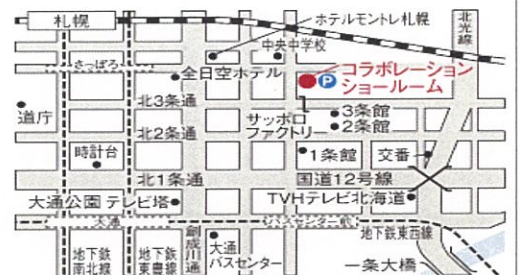 札幌
ホテルモントレ札幌
北光線
中央中学校
さっぽろ
全日空ホテル
P
コラボレーション
ショールーム
道庁
北3条通
サッポロ
ファクトリー
3条館
2条館
北2条通
時計台
1条館
交番
北1条通
国道12号線
大通公園
テレビ塔
TVHテレビ北海道
大通
バスセンター前
地下鉄東西線
地下鉄
南北線
地下鉄
東豊線
創成川通
大通
バスセンター
一条大橋